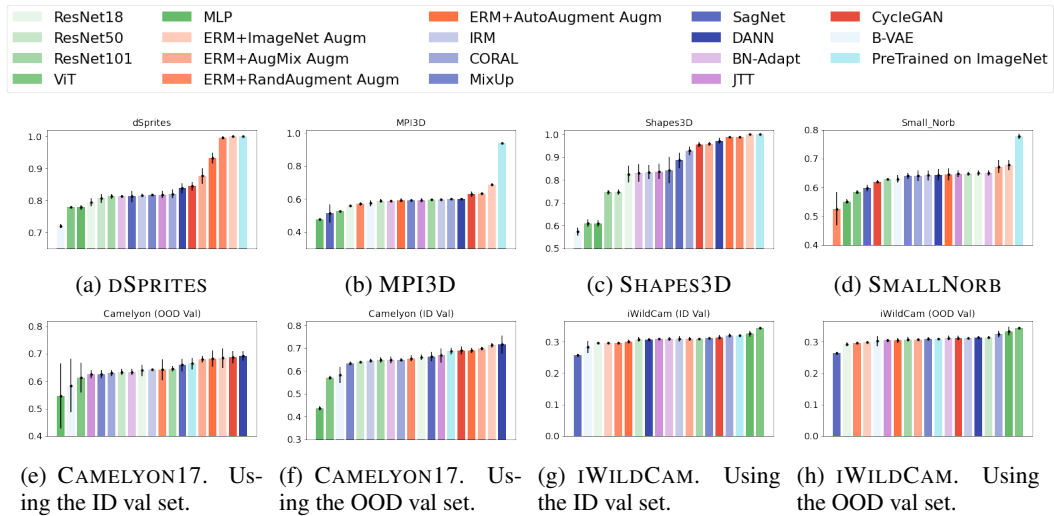 ResNet18
ResNet50
ResNet101
ViT
MLP
ERM+ImageNet Augm
ERM+AugMix Augm
ERM+RandAugment Augm
ERM+AutoAugment Augm
IRM
CORAL
MixUp
SagNet
DANN
BN-Adapt
JTT
CycleGAN
B-VAE
PreTrained on ImageNet
dSprites
1.0
0.9
0.8
0.7
MPI3D
1.0
0.8
0.6
0.4
Shapes3D
1.0
0.9
0.8
0.7
0.6
0.5
Small_Norb
0.8
0.7
0.6
0.5
0.4
(a) DSPRITES
(b) MPI3D
(c) SHAPES3D
(d) SMALLNORB
Camelyon (OOD Val)
0.8
0.7
0.6
0.5
0.4
Camelyon (ID Val)
0.8
0.7
0.6
0.5
0.4
0.3
iWildCam (ID Val)
0.3
0.2
0.1
0.0
iWildCam (OOD Val)
0.3
0.2
0.1
0.0
(e) CAMELYON17. Us-
ing the ID val set.
(f) CAMELYON17. Us-
ing the OOD val set.
(g) IWILDCAM. Using
the ID val set.
(h) IWILDCAM. Using
the OOD val set.